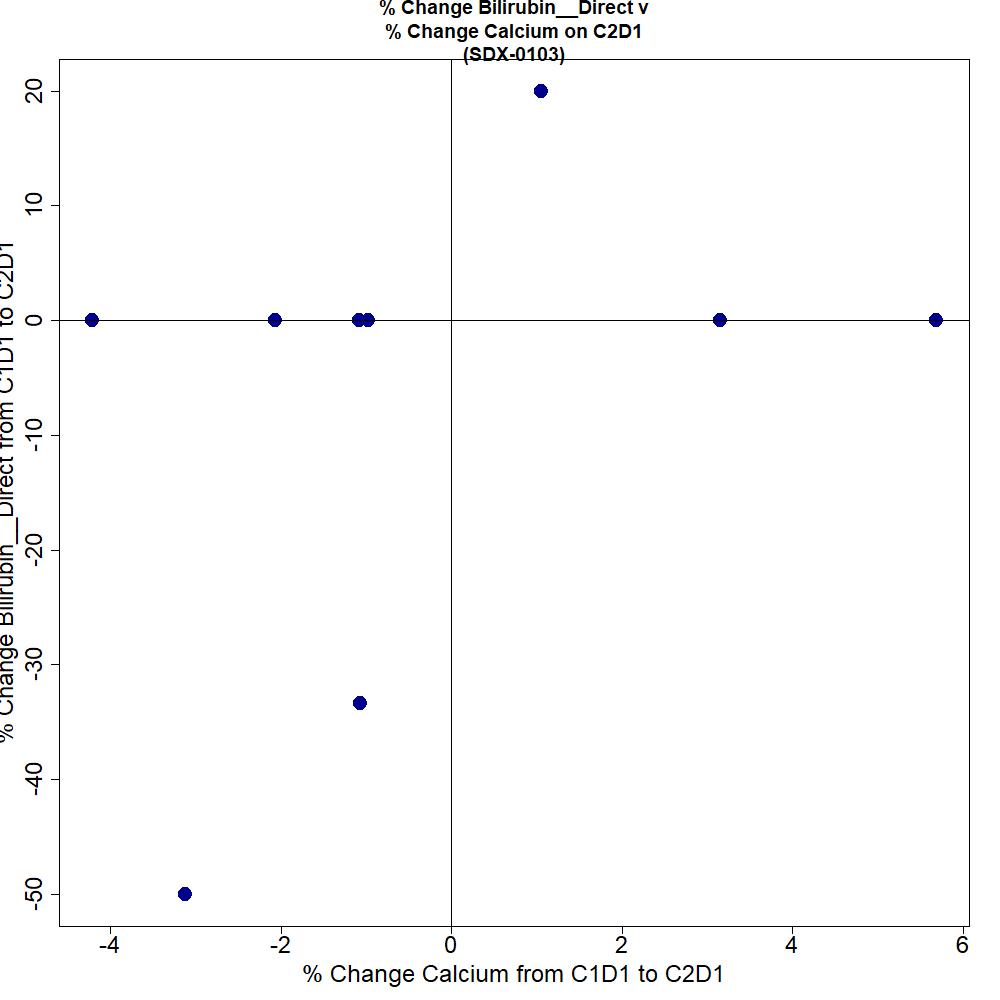 % Change Bilirubin__Direct v
% Change Calcium on C2D1
(SDX-0103)
% Change Bilirubin__Direct from C1D1 to C2D1
20
10
0
-10
-20
-30
-40
-50
-4
-2
0
2
4
6
% Change Calcium from C1D1 to C2D1